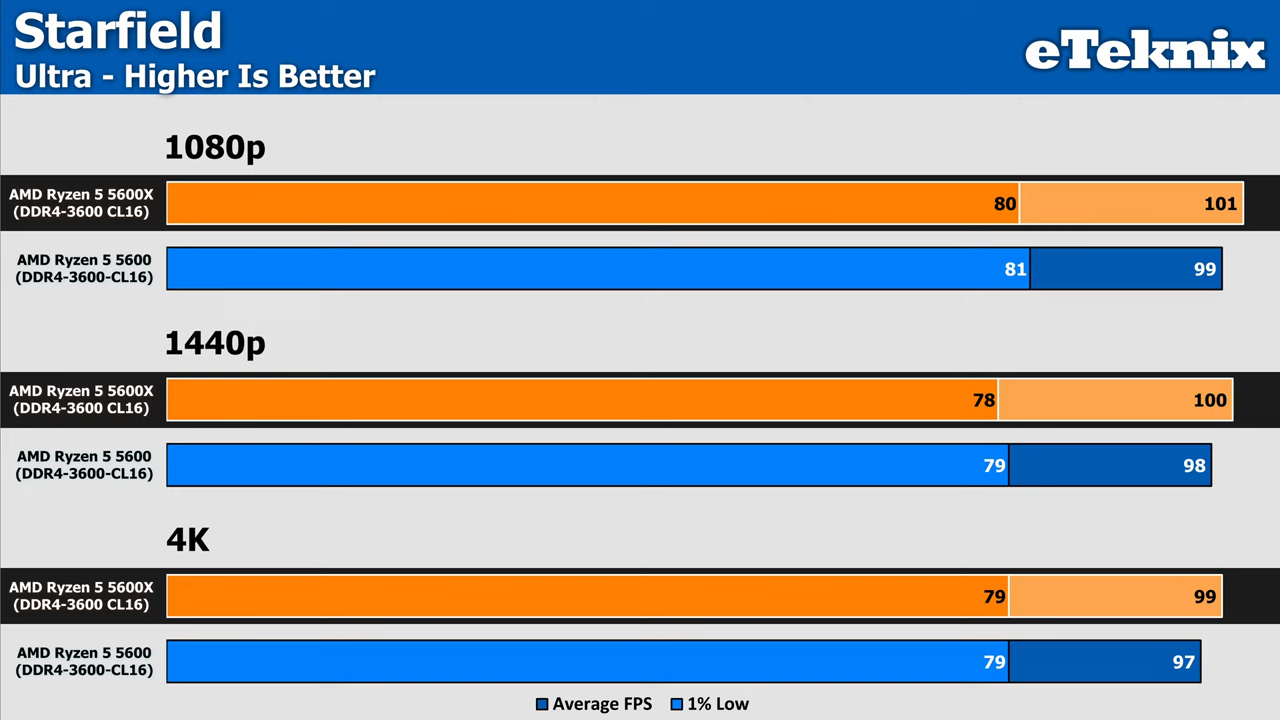 Starfield
Ultra - Higher Is Better
eTeknix
1080p
AMD Ryzen 5 5600X
(DDR4-3600 CL16)
80
101
AMD Ryzen 5 5600
(DDR4-3600-CL16)
81
99
1440p
AMD Ryzen 5 5600X
(DDR4-3600 CL16)
78
100
AMD Ryzen 5 5600
(DDR4-3600-CL16)
79
98
4K
AMD Ryzen 5 5600X
(DDR4-3600 CL16)
79
99
AMD Ryzen 5 5600
(DDR4-3600-CL16)
79
97
Average FPS
1% Low